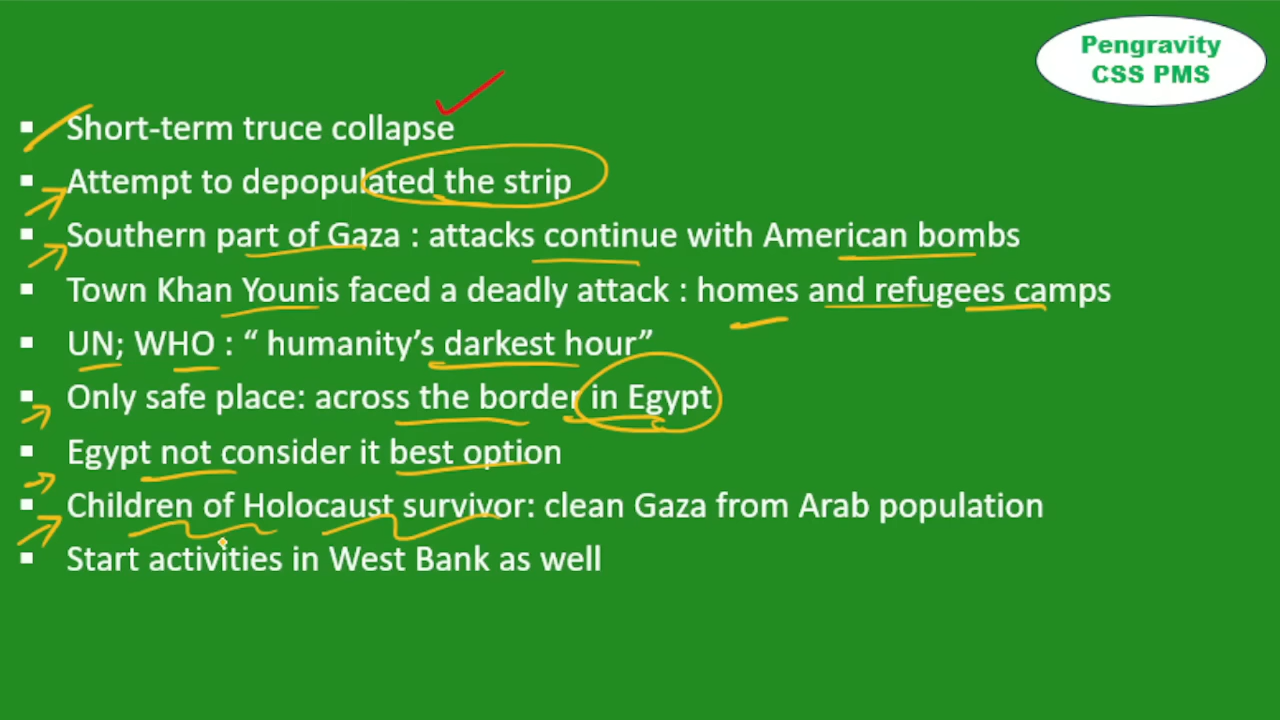 Pengravity
CSS PMS
Short-term truce collapse
Attempt to depopulated the strip
Southern part of Gaza : attacks continue with American bombs
Town Khan Younis faced a deadly attack : homes and refugees camps
UN; WHO : “ humanity’s darkest hour”
Only safe place: across the border in Egypt
Egypt not consider it best option
Children of Holocaust survivor: clean Gaza from Arab population
Start activities in West Bank as well